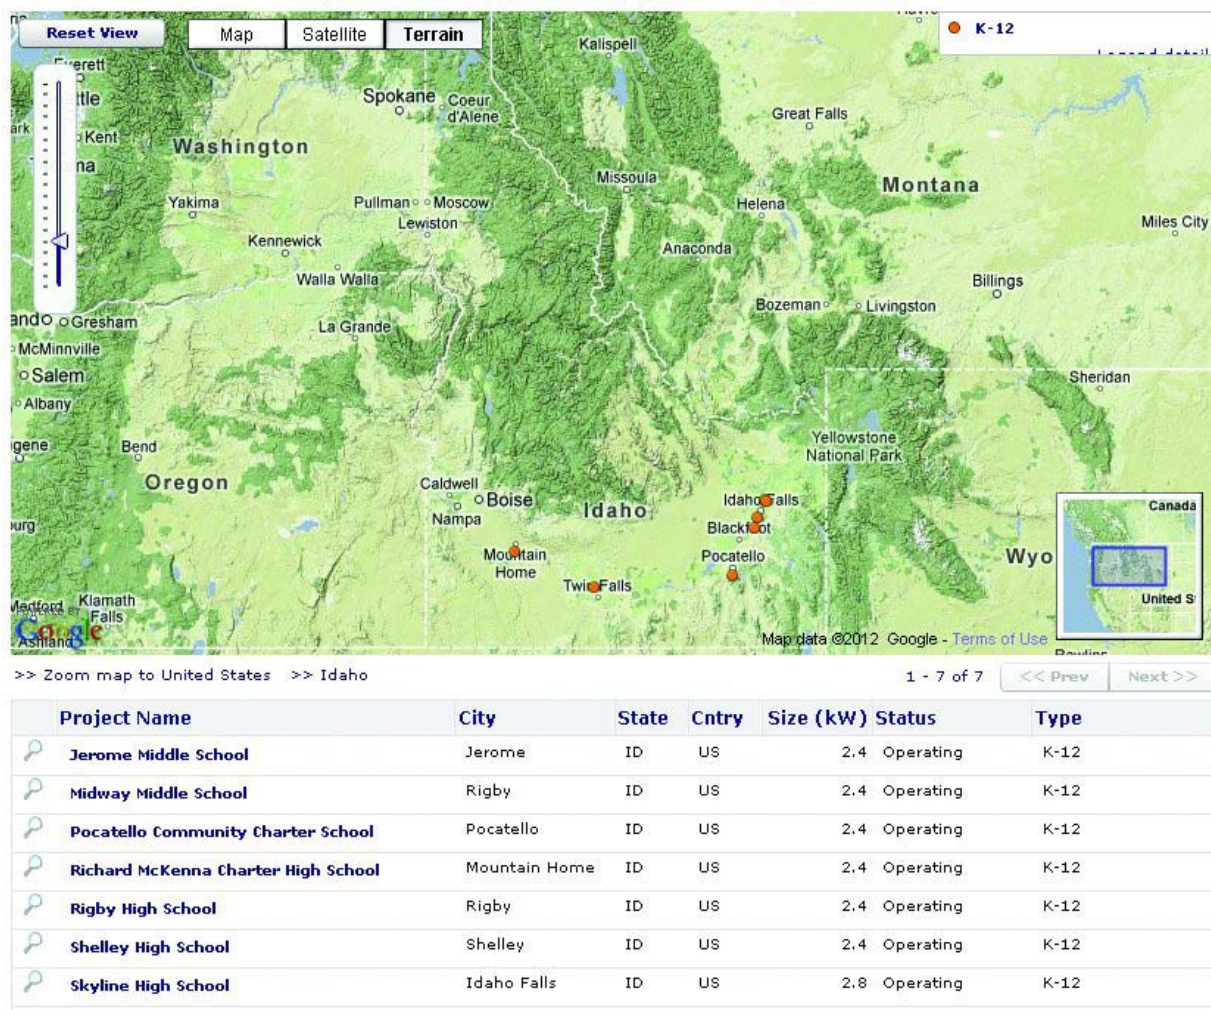 Reset View Map Satellite Terrain
K-12
Everett
Kalispell
Spokane Coeur d'Alene
Great Falls
Kent
Washington
Missoula
Montana
Yakima
Pullman Moscow
Helena
Lewiston
Miles City
Kennewick
Anaconda
Walla Walla
Billings
Bozeman Livingston
Gresham
La Grande
McMinnville
Salem
Sheridan
Albany
Bend
Yellowstone
National Park
Oregon
Caldwell
Boise
Idaho
Idaho Falls
Canada
Nampa
Blackfoot
Mountain
Home
Pocatello
Wyo
Twin Falls
United S
Medford
Klamath
Falls
POWERED BY
Google
Ashland
Map data ©2012 Google - Terms of Use
Rawlins
>> Zoom map to United States >> Idaho 1 - 7 of 7 << Prev Next >>
Project Name City State Cntry Size (kW) Status Type
Jerome Middle School Jerome ID US 2.4 Operating K-12
Midway Middle School Rigby ID US 2.4 Operating K-12
Pocatello Community Charter School Pocatello ID US 2.4 Operating K-12
Richard McKenna Charter High School Mountain Home ID US 2.4 Operating K-12
Rigby High School Rigby ID US 2.4 Operating K-12
Shelley High School Shelley ID US 2.4 Operating K-12
Skyline High School Idaho Falls ID US 2.8 Operating K-12